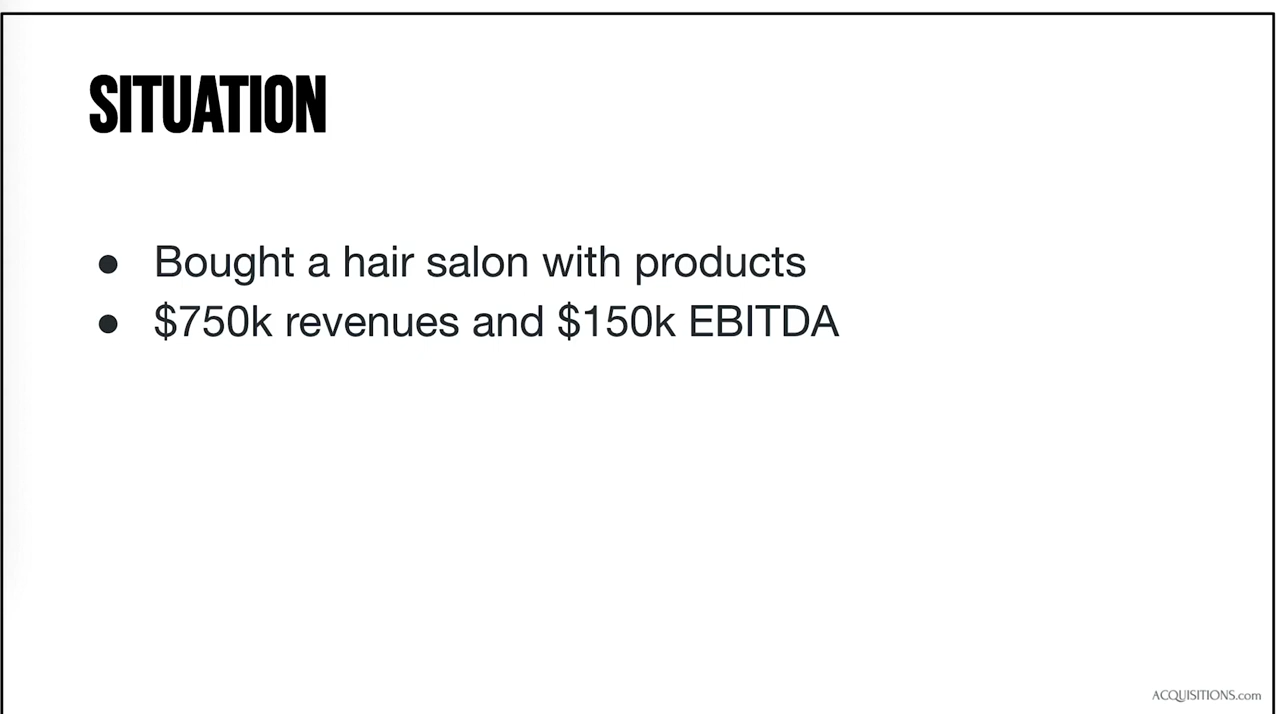 SITUATION
● Bought a hair salon with products
● $750k revenues and $150k EBITDA
ACQUISITIONS.com